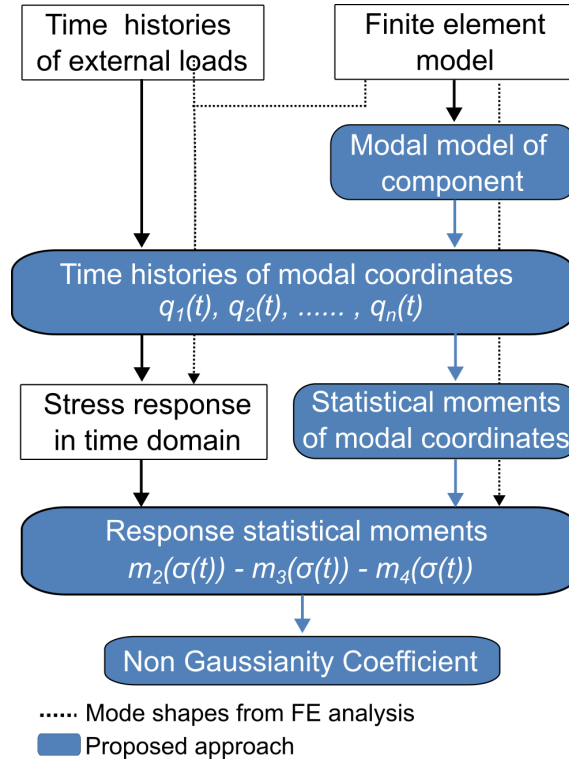 Time histories
of external loads
Finite element
model
Modal model of
component
Time histories of modal coordinates
q1(t), q2(t), ...... , qn(t)
Stress response
in time domain
Statistical moments
of modal coordinates
Response statistical moments
m2(σ(t)) - m3(σ(t)) - m4(σ(t))
Non Gaussianity Coefficient
Mode shapes from FE analysis
Proposed approach